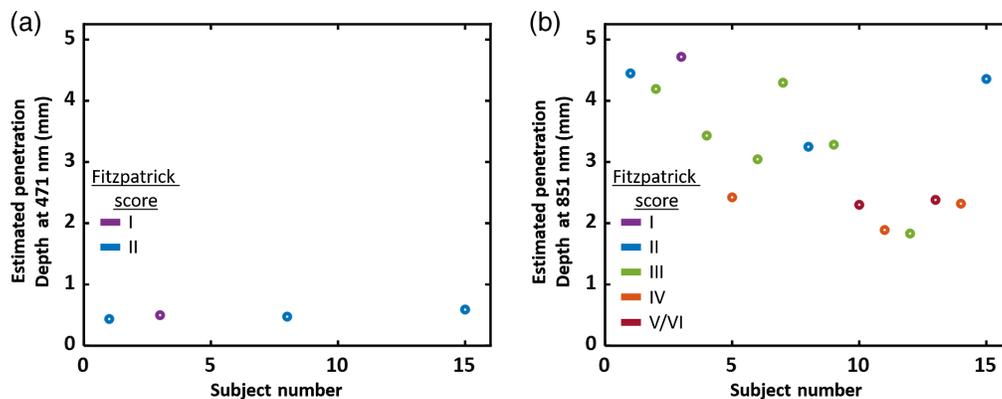 (a)
5
4
3
2
1
0
0
5
10
15
Estimated penetration
Depth at 471 nm (mm)
Fitzpatrick
score
I
II
Subject number
(b)
5
4
3
2
1
0
0
5
10
15
Estimated penetration
Depth at 851 nm (mm)
Fitzpatrick
score
I
II
III
IV
V/VI
Subject number